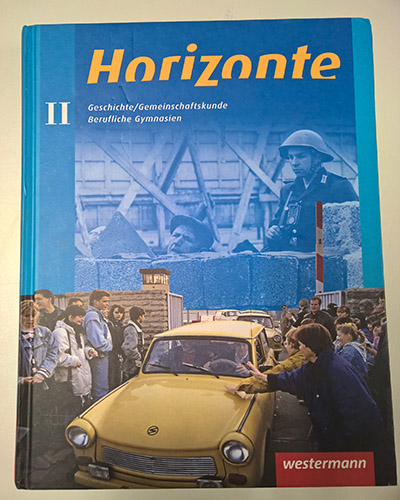 Horizonte
II
Geschichte/Gemeinschaftskunde
Berufliche Gymnasien
westermann